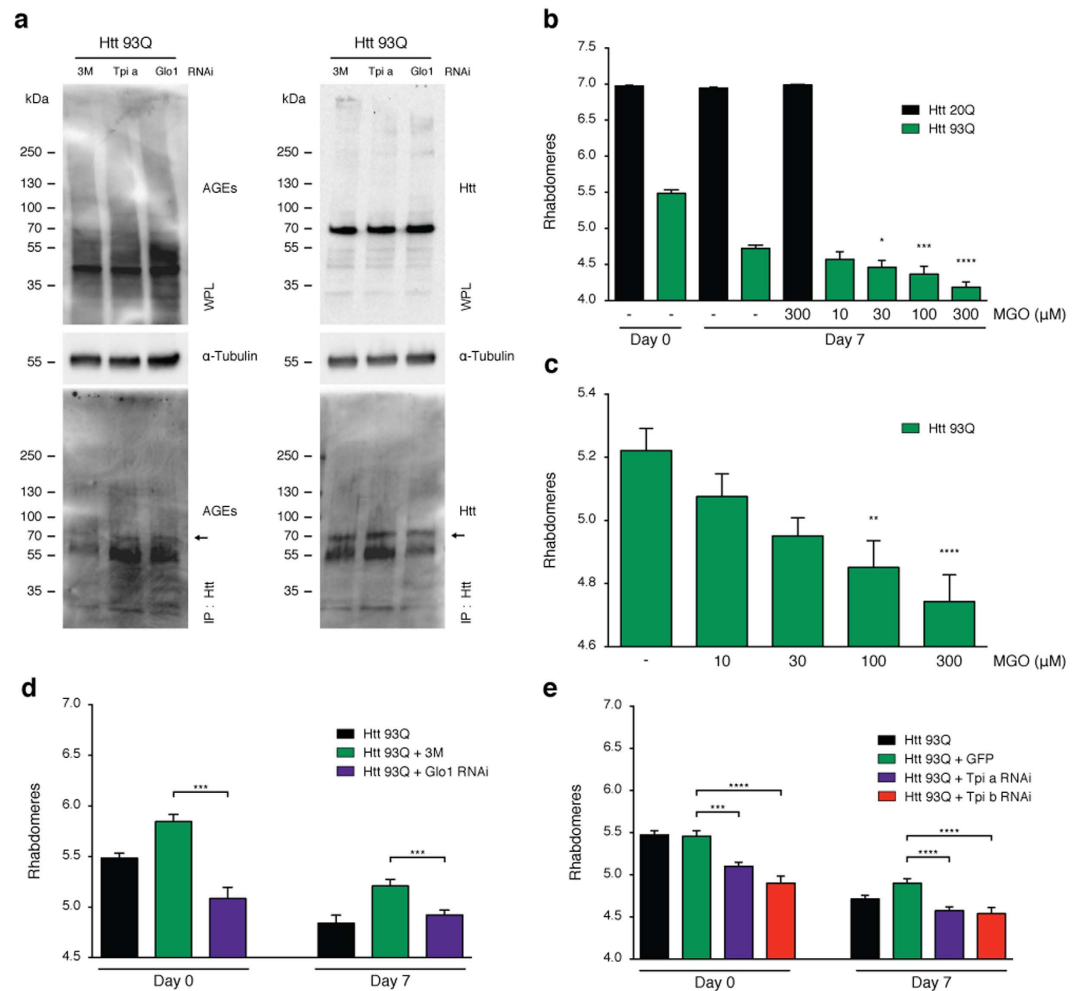 a
Htt 93Q
3M Tpi a Glo1 RNAi
kDa
250 –
130 –
100 –
70 –
55 –
35 –
AGEs
WPL
55 –
α-Tubulin
250 –
130 –
100 –
70 –
55 –
35 –
AGEs
IP : Htt
Htt 93Q
3M Tpi a Glo1 RNAi
kDa
250 –
130 –
100 –
70 –
55 –
35 –
Htt
WPL
55 –
α-Tubulin
250 –
130 –
100 –
70 –
55 –
35 –
Htt
IP : Htt
b
Rhabdomeres
7.5
7.0
6.5
6.0
5.5
5.0
4.5
4.0
Htt 20Q
Htt 93Q
* *** ****
- - - - 300 10 30 100 300 MGO (µM)
Day 0 Day 7
c
Rhabdomeres
5.4
5.2
5.0
4.8
4.6
Htt 93Q
** ****
- 10 30 100 300 MGO (µM)
d
Rhabdomeres
7.0
6.5
6.0
5.5
5.0
4.5
Htt 93Q
Htt 93Q + 3M
Htt 93Q + Glo1 RNAi
*** ***
Day 0 Day 7
e
Rhabdomeres
7.0
6.5
6.0
5.5
5.0
4.5
4.0
Htt 93Q
Htt 93Q + GFP
Htt 93Q + Tpi a RNAi
Htt 93Q + Tpi b RNAi
****
***
****
****
Day 0 Day 7